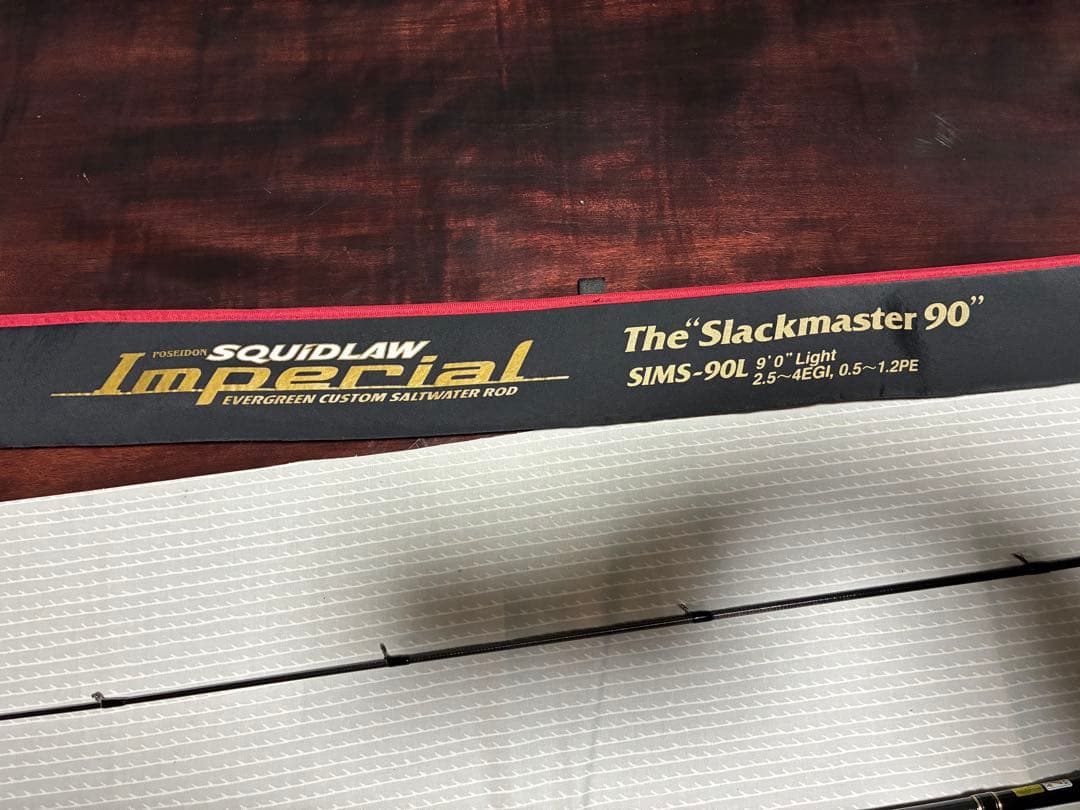 POSEIDON SQUiDLAW
Imperial
EVERGREEN CUSTOM SALTWATER ROD
The "Slackmaster 90"
SIMS-90L 9'0" Light
2.5~4EGI, 0.5~1.2PE